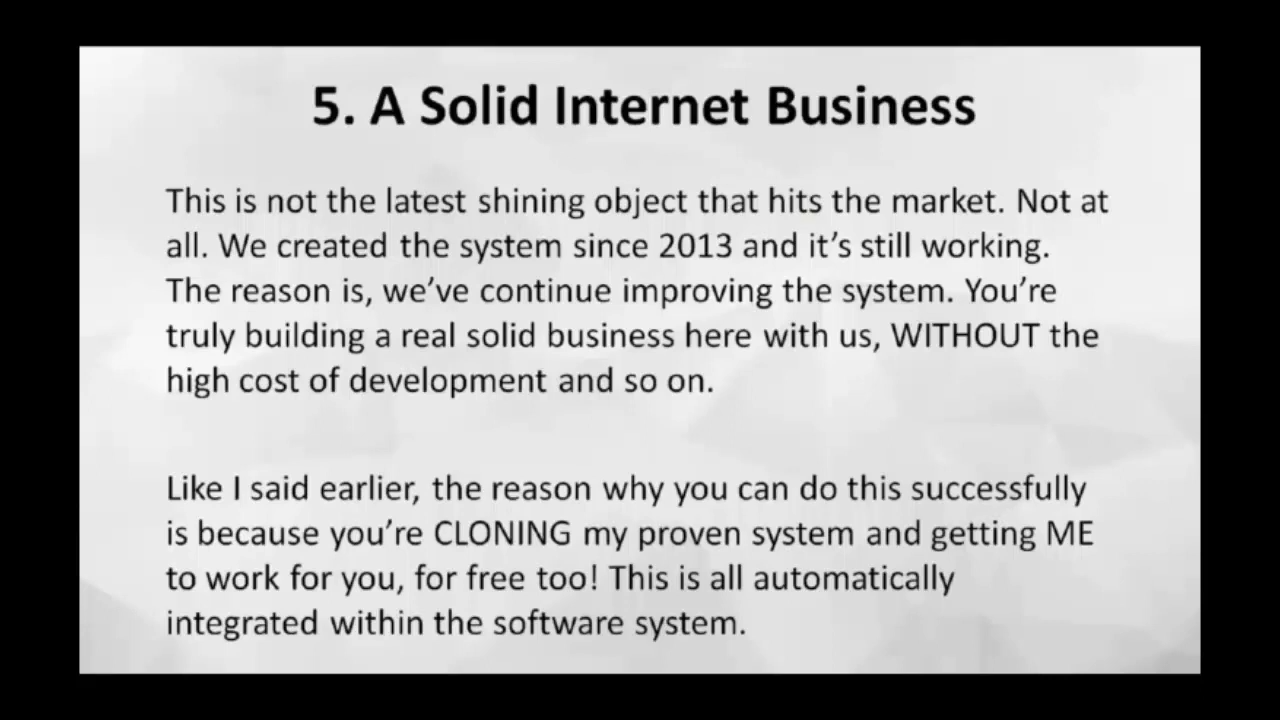 5. A Solid Internet Business
This is not the latest shining object that hits the market. Not at
all. We created the system since 2013 and it’s still working.
The reason is, we’ve continue improving the system. You’re
truly building a real solid business here with us, WITHOUT the
high cost of development and so on.
Like I said earlier, the reason why you can do this successfully
is because you’re CLONING my proven system and getting ME
to work for you, for free too! This is all automatically
integrated within the software system.